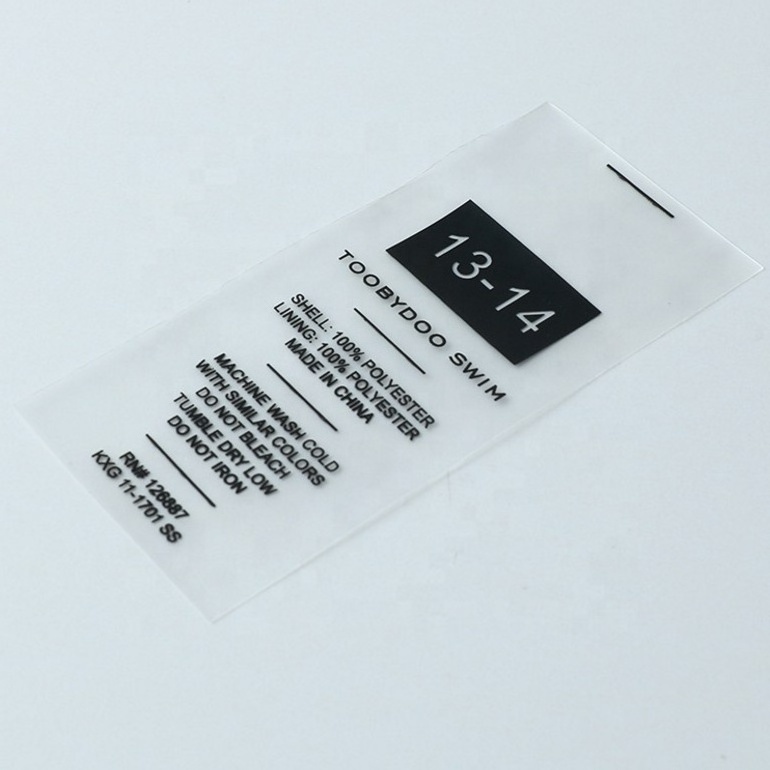 13-14
TOOBYDOO SWIM
SHELL: 100% POLYESTER
LINING: 100% POLYESTER
MADE IN CHINA
MACHINE WASH COLD
WITH SIMILAR COLORS
DO NOT BLEACH
TUMBLE DRY LOW
DO NOT IRON
RN# 126887
KXG 11-1701 SS